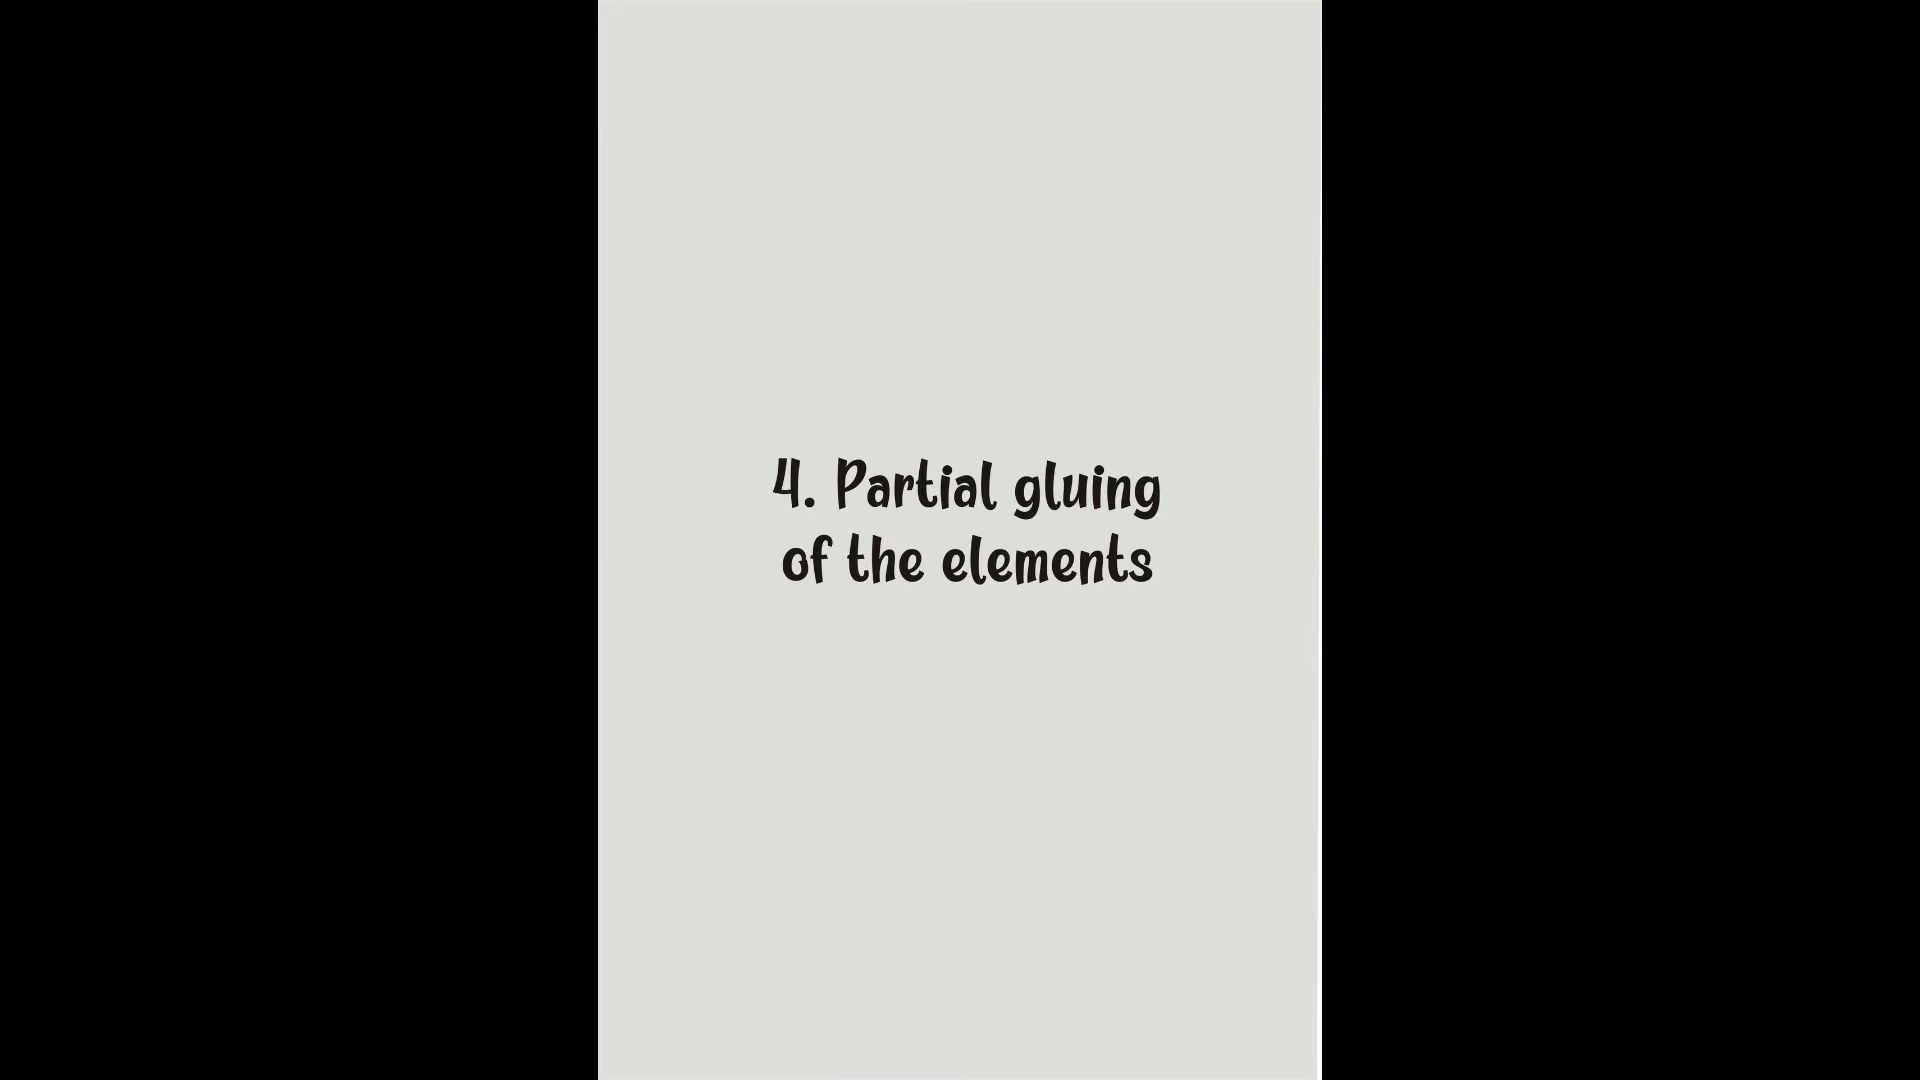 4. Partial gluing
of the elements